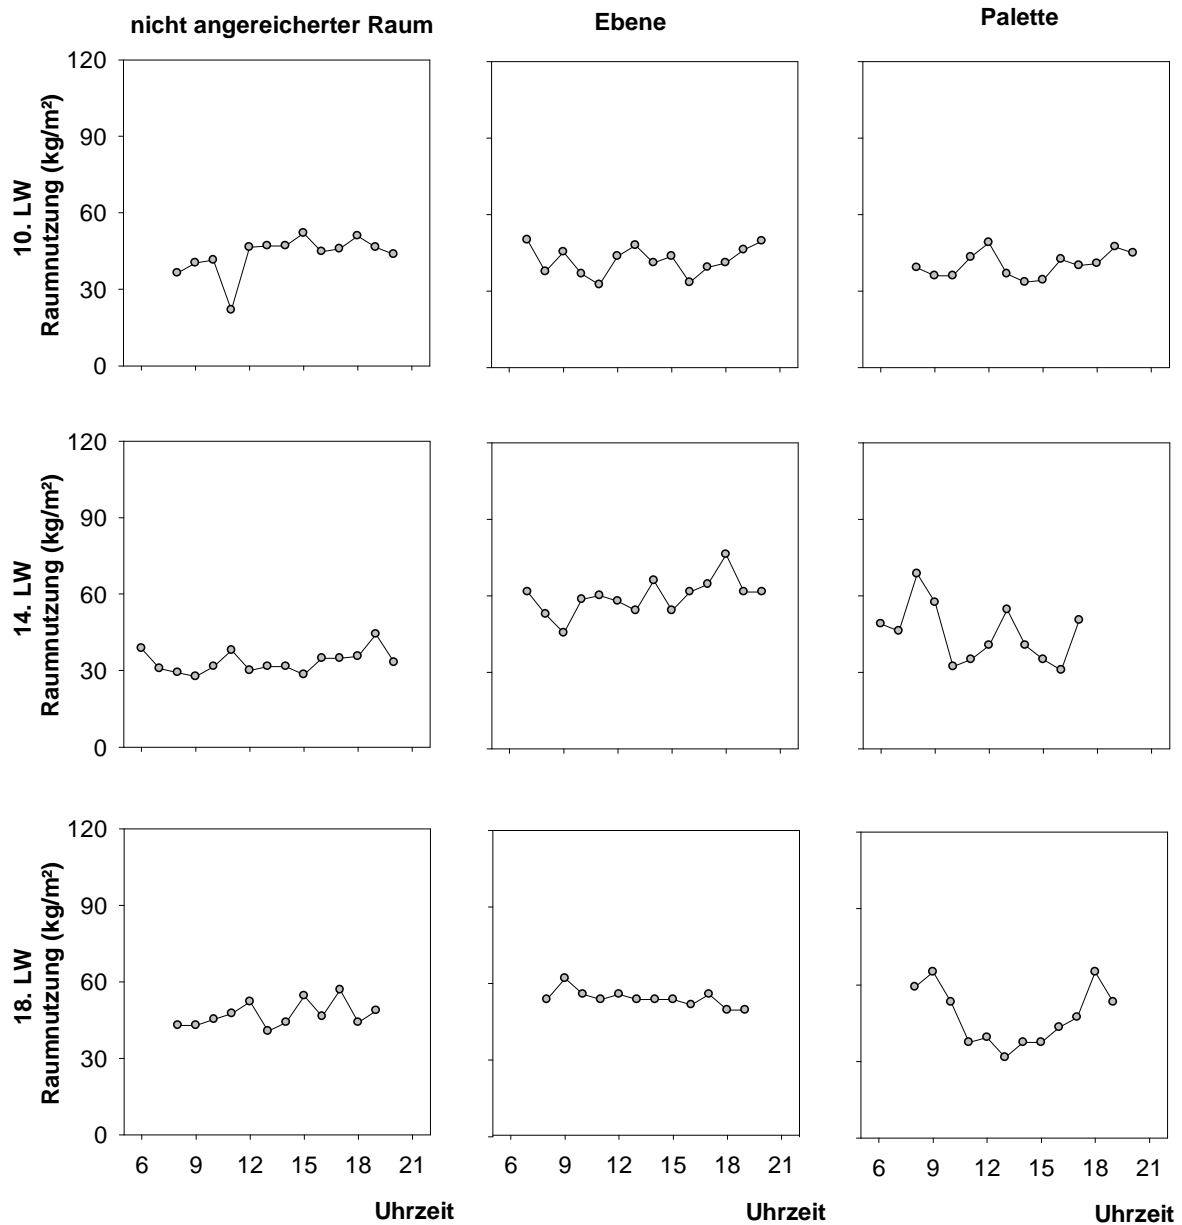 nicht angereicherter Raum
Ebene
Palette
10. LW
Raumnutzung (kg/m²)
120
90
60
30
0
14. LW
Raumnutzung (kg/m²)
120
90
60
30
0
18. LW
Raumnutzung (kg/m²)
120
90
60
30
0
6 9 12 15 18 21
6 9 12 15 18 21
6 9 12 15 18 21
Uhrzeit
Uhrzeit
Uhrzeit